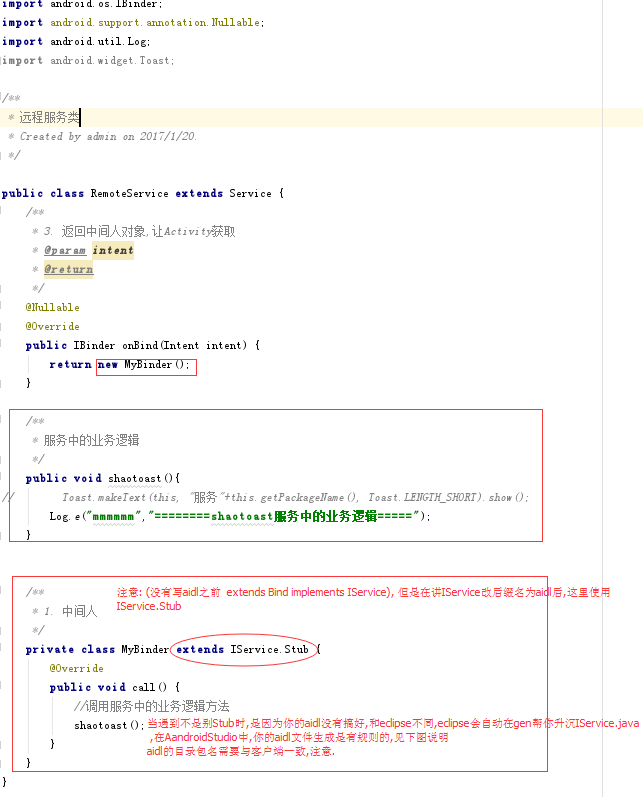 import android.os.IBinder;
import android.support.annotation.Nullable;
import android.util.Log;
import android.widget.Toast;
/**
* 远程服务类
* Created by admin on 2017/1/20.
*/
public class RemoteService extends Service {
/**
* 3. 返回中间人对象,让Activity获取
* @param intent
* @return
*/
@Nullable
@Override
public IBinder onBind(Intent intent) {
return new MyBinder();
}
/**
* 服务中的业务逻辑
*/
public void shaotoast(){
// Toast.makeText(this, "服务"+this.getPackageName(), Toast.LENGTH_SHORT).show();
Log.e("mmmmmm","========shaotoast服务中的业务逻辑=====");
}
/**
注意: (没有写aidl之前 extends Bind implements IService), 但是在讲IService改后缀名为aidl后,这里使用
IService.Stub
* 1. 中间人
*/
private class MyBinder extends IService.Stub {
@Override
public void call() {
//调用服务中的业务逻辑方法
shaotoast();
当遇到不是别Stub时,是因为你的aidl没有搞好,和eclipse不同,eclipse会自动在gen帮你升沉IService.java
,在AandroidStudio中,你的aidl文件生成是有规则的,见下图说明
aidl的目录包名需要与客户端一致,注意.
}
}
}